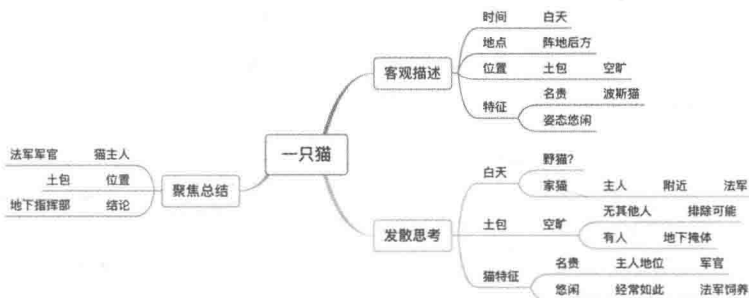 一只猫
客观描述
时间 白天
地点 阵地后方
位置 土包 空旷
特征
名贵 波斯猫
姿态悠闲
发散思考
白天
野猫？
家猫 主人 附近 法军
土包 空旷
无其他人 排除可能
有人 地下掩体
猫特征
名贵 主人地位 军官
悠闲 经常如此 法军饲养
聚焦总结
法军军官 猫主人
土包 位置
地下指挥部 结论